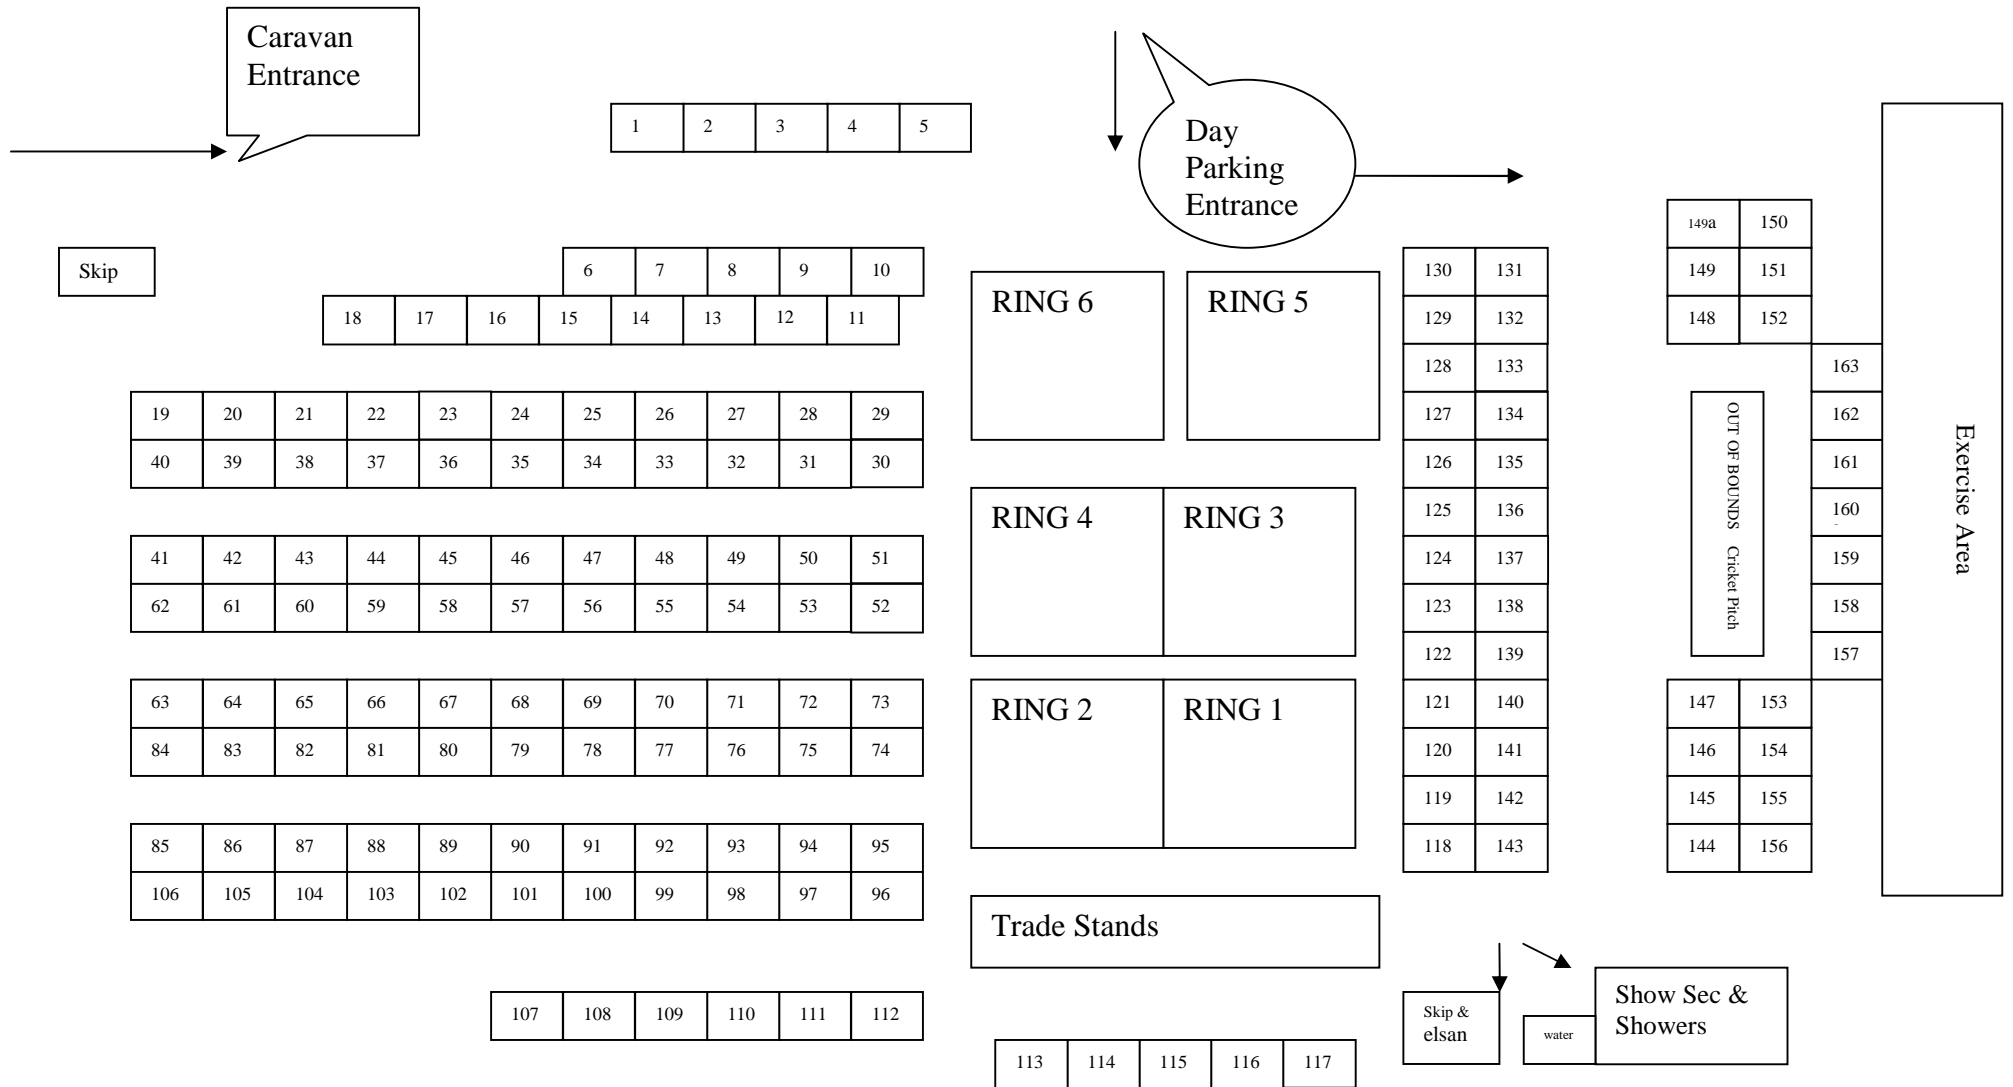 Caravan
Entrance
1 2 3 4 5
Day
Parking
Entrance
Skip
6 7 8 9 10
18 17 16 15 14 13 12 11
19 20 21 22 23 24 25 26 27 28 29
40 39 38 37 36 35 34 33 32 31 30
41 42 43 44 45 46 47 48 49 50 51
62 61 60 59 58 57 56 55 54 53 52
63 64 65 66 67 68 69 70 71 72 73
84 83 82 81 80 79 78 77 76 75 74
85 86 87 88 89 90 91 92 93 94 95
106 105 104 103 102 101 100 99 98 97 96
107 108 109 110 111 112
RING 6 RING 5
RING 4 RING 3
RING 2 RING 1
Trade Stands
113 114 115 116 117
130 131
129 132
128 133
127 134
126 135
125 136
124 137
123 138
122 139
121 140
120 141
119 142
118 143
149a 150
149 151
148 152
OUT OF BOUNDS Cricket Pitch
163
162
161
160
159
158
157
147 153
146 154
145 155
144 156
Exercise Area
Skip &
elsan
water
Show Sec &
Showers